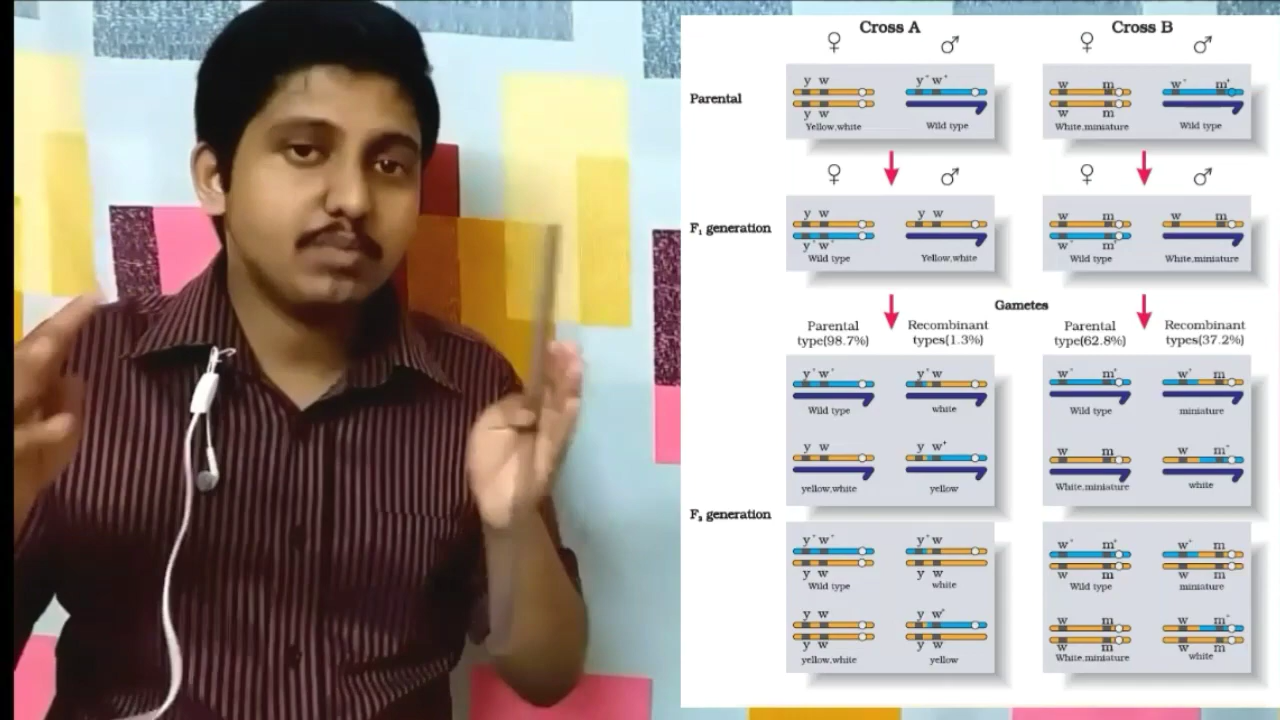 Cross A Cross B
♀ ♂ ♀ ♂
Parental
y w y⁺ w⁺ w m w⁺ m⁺
y w w m
Yellow,white Wild type White,miniature Wild type
♀ ♂ ♀ ♂
F₁ generation
y w y w w m w m
y⁺ w⁺ w⁺ m⁺
Wild type Yellow,white Wild type White,miniature
Gametes
Parental type(98.7%)
Recombinant types(1.3%)
Parental type(62.8%)
Recombinant types(37.2%)
y⁺ w⁺ y⁺ w w⁺ m⁺ w⁺ m
Wild type white Wild type miniature
y w y w⁺ w m w m⁺
yellow,white yellow White,miniature white
F₂ generation
y⁺ w⁺ y⁺ w w⁺ m⁺ w⁺ m
y w y w w m w m
Wild type white Wild type miniature
y w y w⁺ w m w m⁺
y w y w w m w m
yellow,white yellow White,miniature white